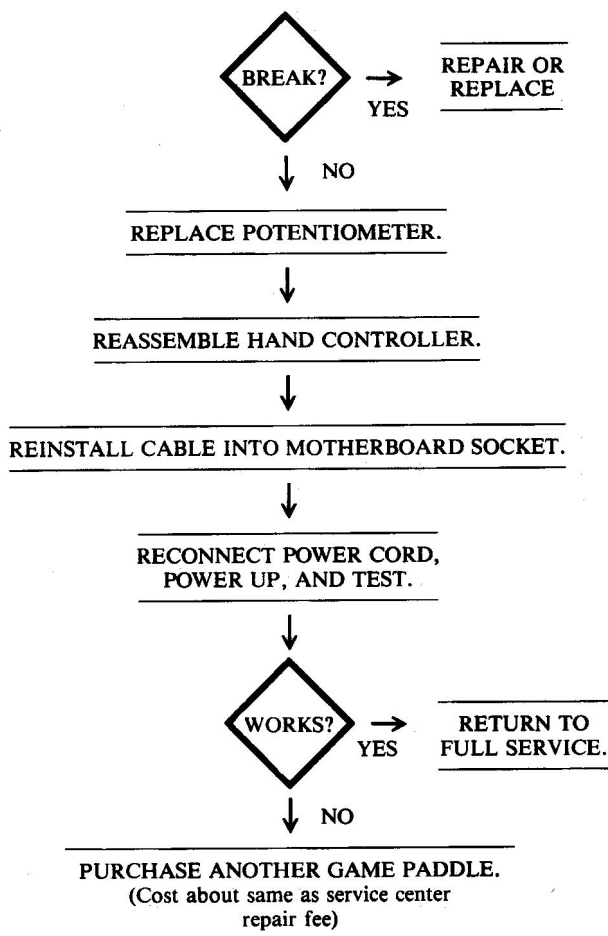 BREAK?
REPAIR OR
REPLACE
YES
NO
REPLACE POTENTIOMETER.
REASSEMBLE HAND CONTROLLER.
REINSTALL CABLE INTO MOTHERBOARD SOCKET.
RECONNECT POWER CORD,
POWER UP, AND TEST.
WORKS?
YES
RETURN TO
FULL SERVICE.
NO
PURCHASE ANOTHER GAME PADDLE.
(Cost about same as service center
repair fee)